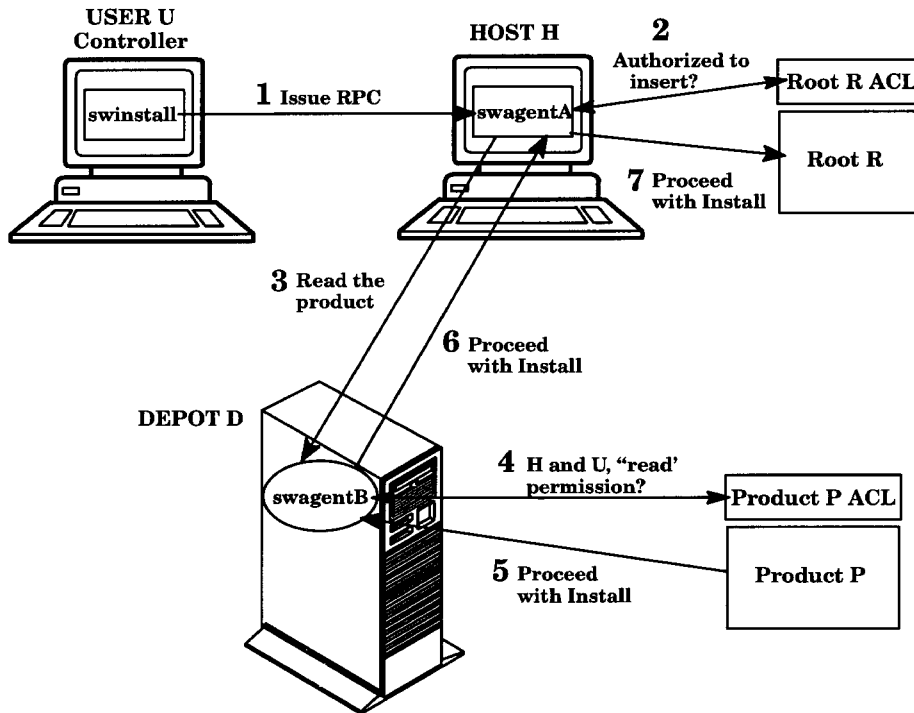 USER U
Controller
HOST H
2
Authorized to
insert?
Root R ACL
swinstall
1 Issue RPC
swagentA
Root R
7 Proceed
with Install
3 Read the
product
6 Proceed
with Install
DEPOT D
4 H and U, “read’
permission?
swagentB
Product P ACL
5 Proceed
with Install
Product P